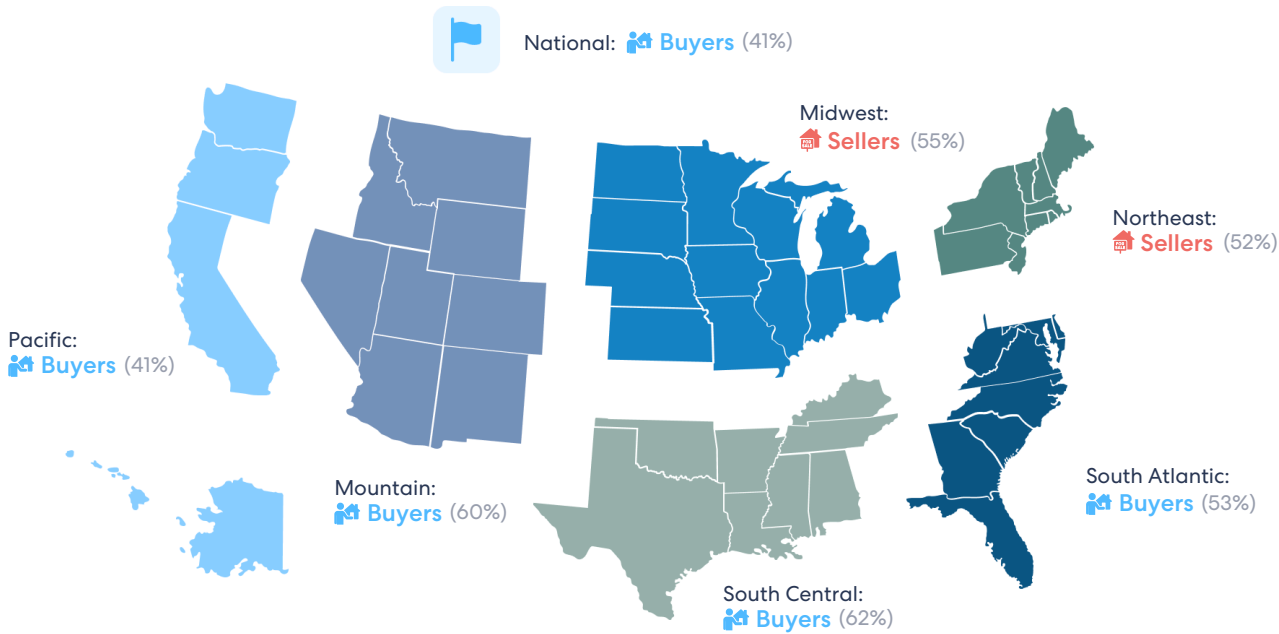 National: Buyers (41%)
Midwest:
Sellers (55%)
Northeast:
Sellers (52%)
Pacific:
Buyers (41%)
Mountain:
Buyers (60%)
South Atlantic:
Buyers (53%)
South Central:
Buyers (62%)